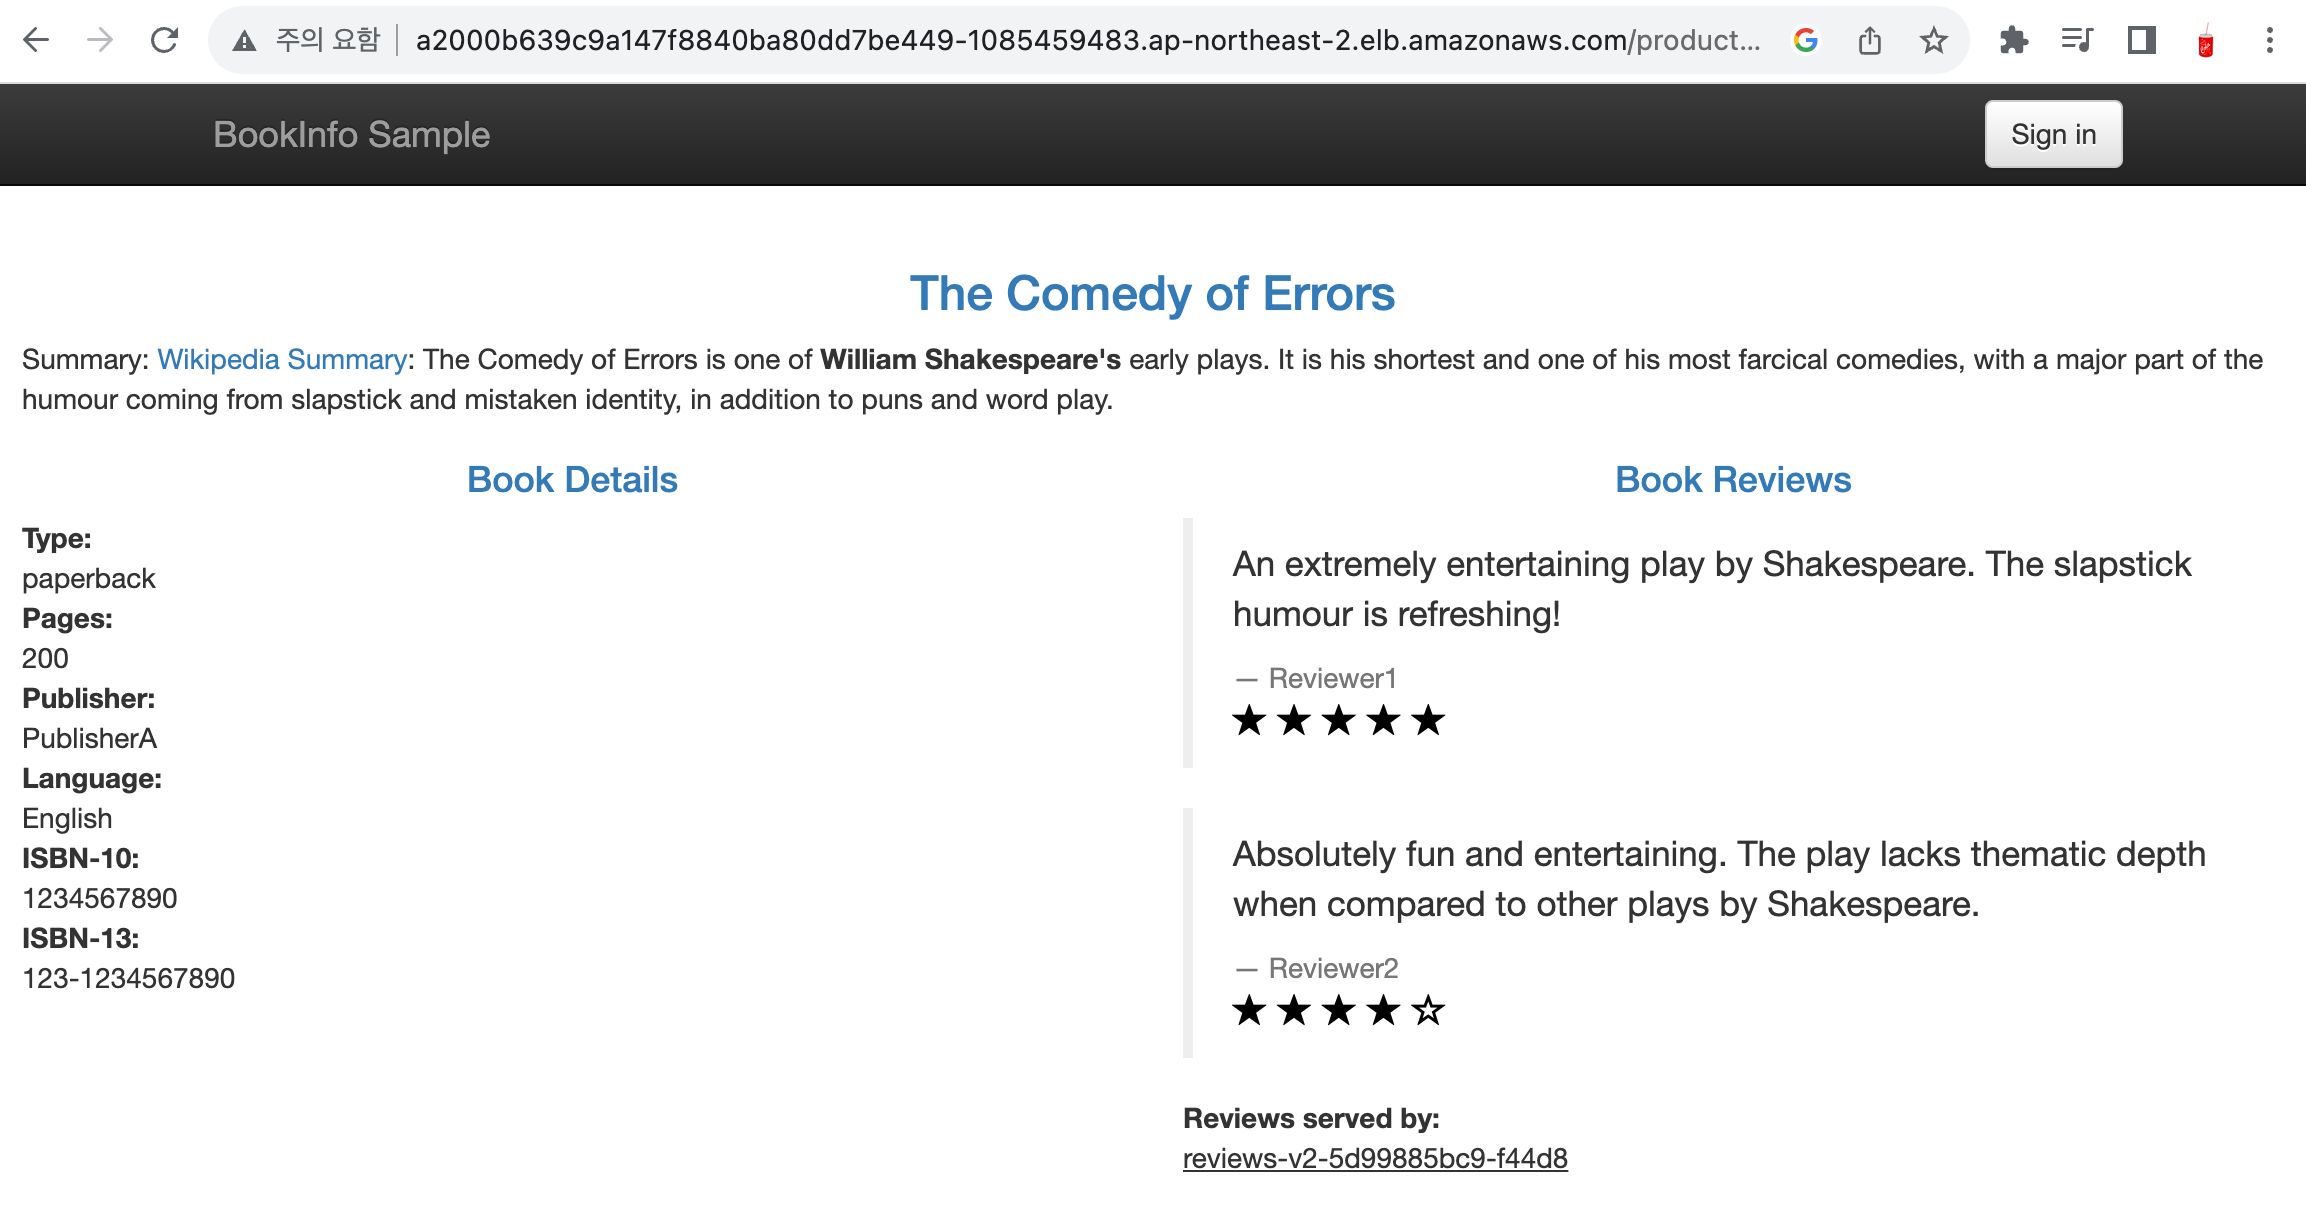 주의 요함 a2000b639c9a147f8840ba80dd7be449-1085459483.ap-northeast-2.elb.amazonaws.com/product...
BookInfo Sample
Sign in
The Comedy of Errors
Summary: Wikipedia Summary: The Comedy of Errors is one of William Shakespeare's early plays. It is his shortest and one of his most farcical comedies, with a major part of the
humour coming from slapstick and mistaken identity, in addition to puns and word play.
Book Details
Type:
paperback
Pages:
200
Publisher:
PublisherA
Language:
English
ISBN-10:
1234567890
ISBN-13:
123-1234567890
Book Reviews
An extremely entertaining play by Shakespeare. The slapstick
humour is refreshing!
— Reviewer1
★★★★★
Absolutely fun and entertaining. The play lacks thematic depth
when compared to other plays by Shakespeare.
— Reviewer2
★★★★☆
Reviews served by:
reviews-v2-5d99885bc9-f44d8